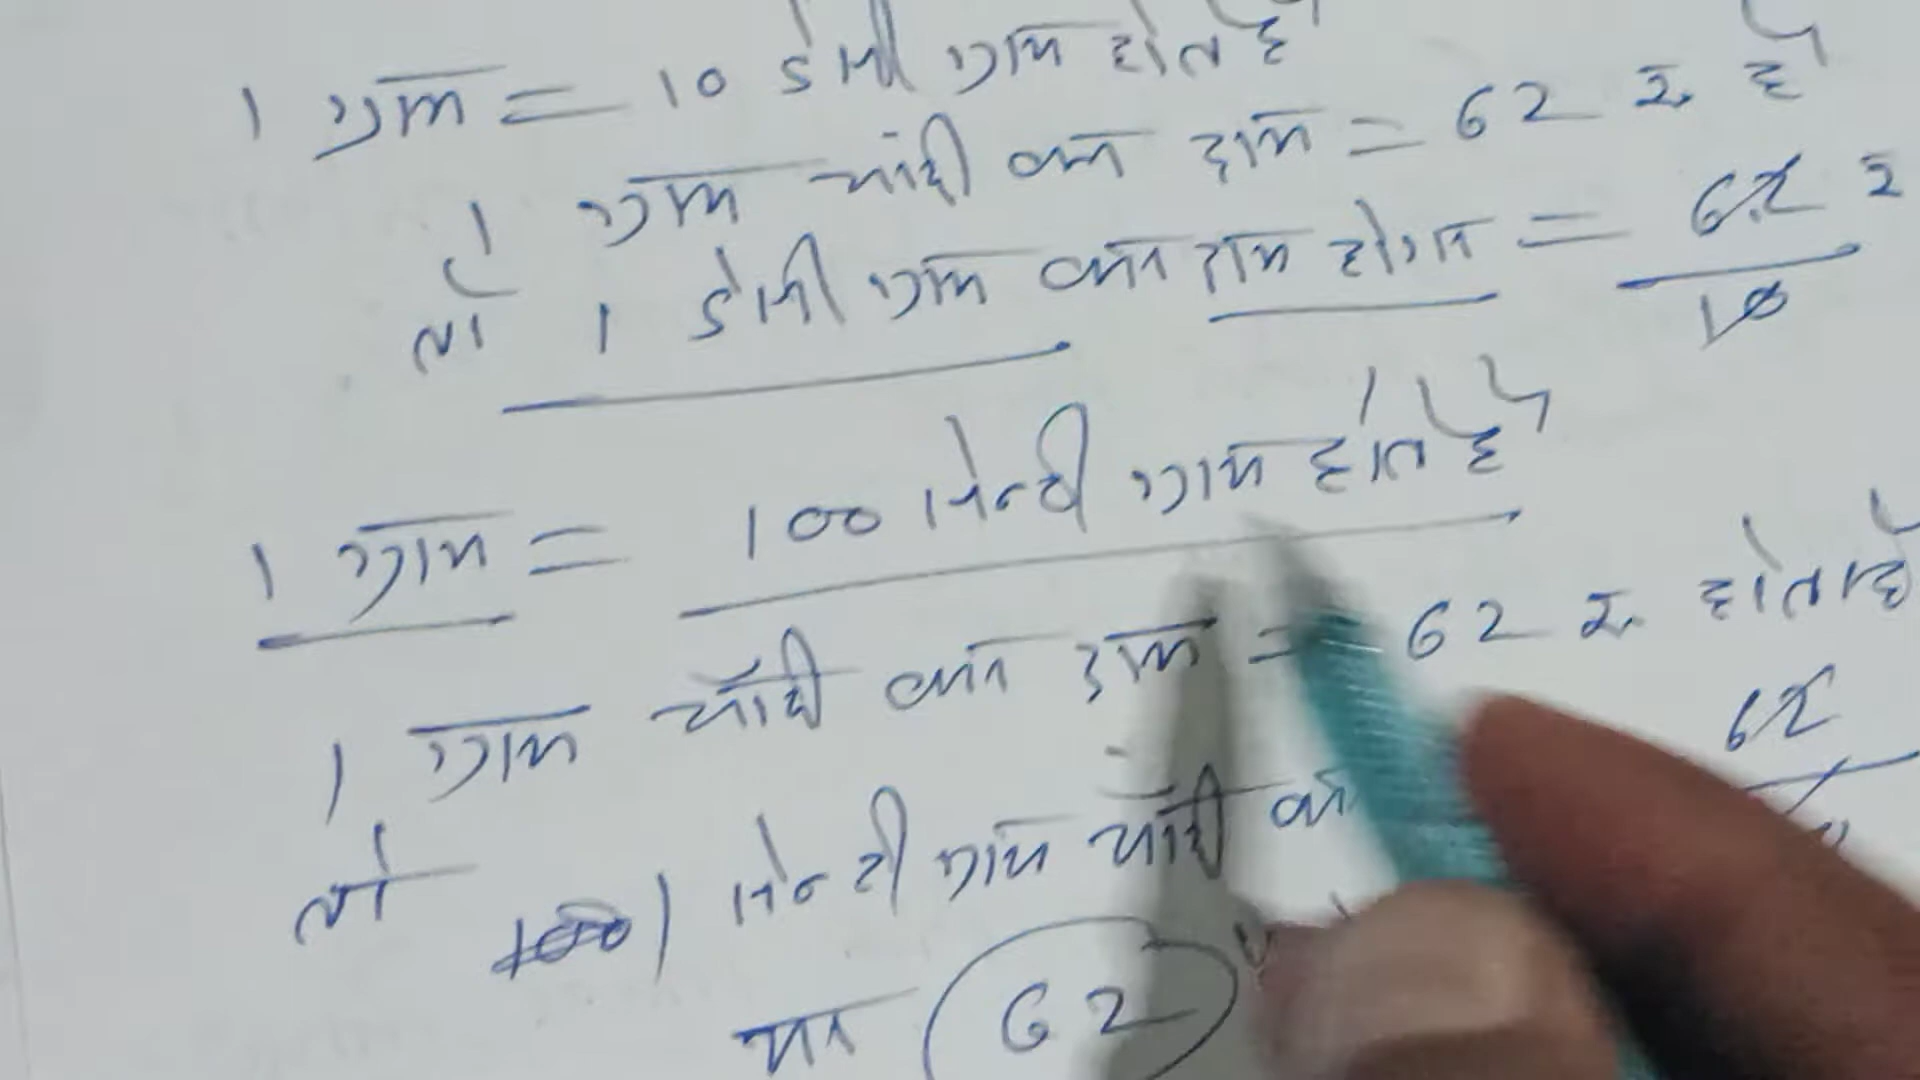 1 ग्राम = 10 डेसी ग्राम होते है
1 ग्राम चांदी का दाम = 62 रु है
तो 1 डेसी ग्राम का दाम होगा = 62 रु / 10
1 ग्राम = 100 सेन्टी ग्राम होते है
1 ग्राम चाँदी का दाम = 62 रु होता है
तो 1 सेन्टी ग्राम चाँदी का 62
या 62